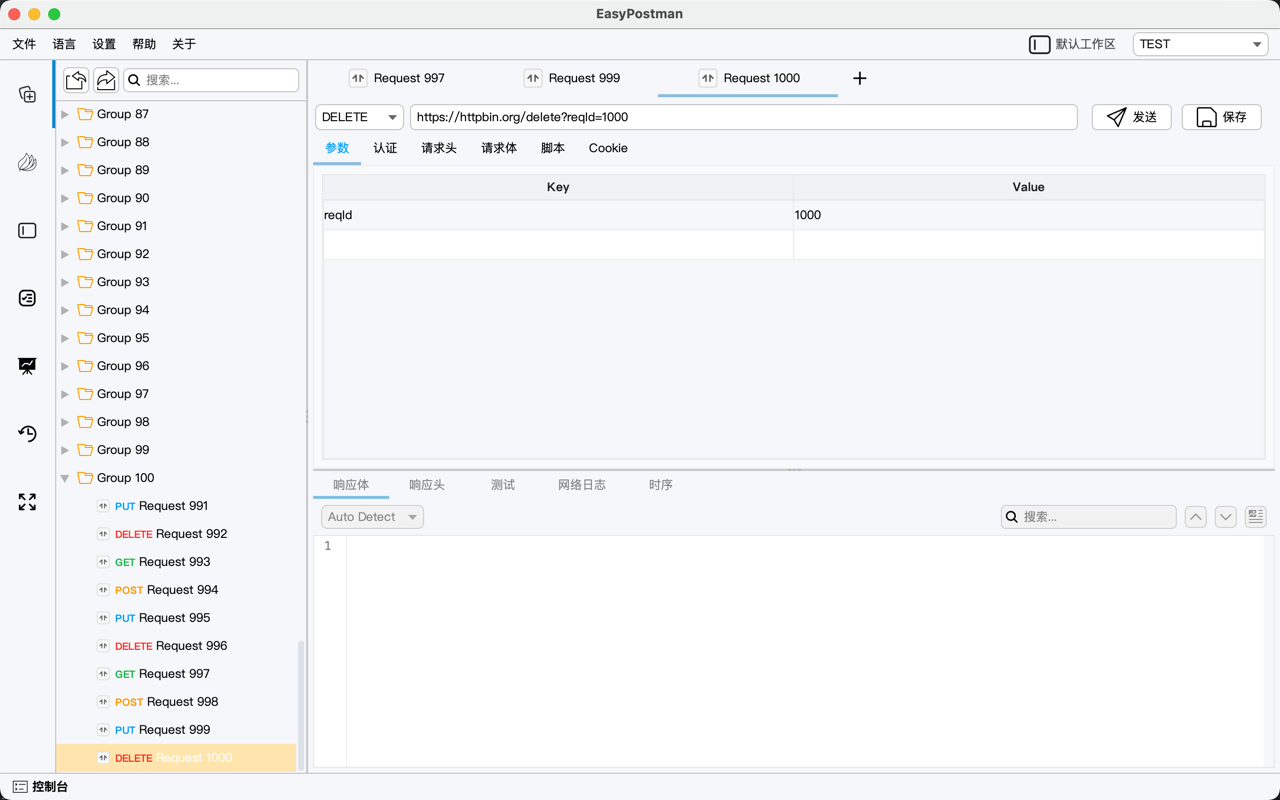 EasyPostman
文件 语言 设置 帮助 关于 默认工作区 TEST
搜索...
Group 87
Group 88
Group 89
Group 90
Group 91
Group 92
Group 93
Group 94
Group 95
Group 96
Group 97
Group 98
Group 99
Group 100
PUT Request 991
DELETE Request 992
GET Request 993
POST Request 994
PUT Request 995
DELETE Request 996
GET Request 997
POST Request 998
PUT Request 999
DELETE Request 1000
Request 997 Request 999 Request 1000
DELETE https://httpbin.org/delete?reqId=1000 发送 保存
参数 认证 请求头 请求体 脚本 Cookie
Key Value
reqId 1000
响应体 响应头 测试 网络日志 时序
Auto Detect 搜索...
1
控制台